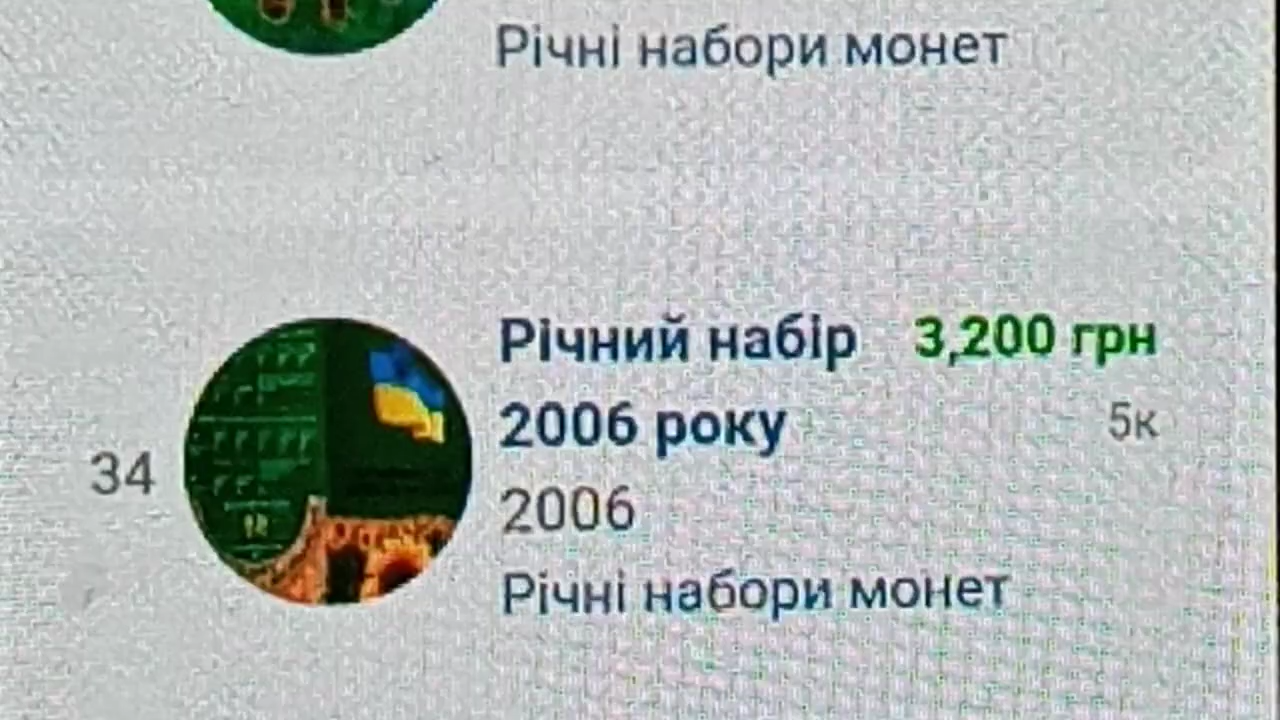 Річні набори монет
Річний набір 3,200 грн
2006 року 5к
34
2006
Річні набори монет